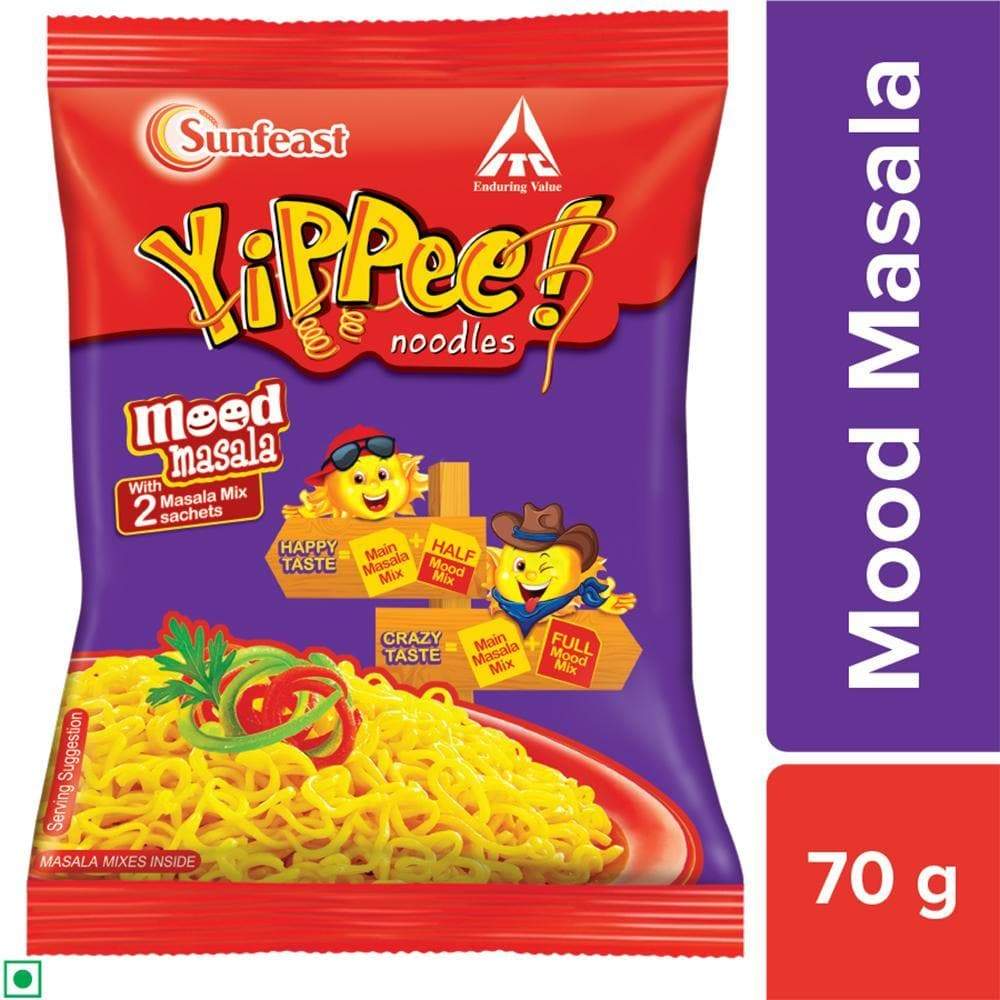 Sunfeast
ITC
Enduring Value
YiPPee!
noodles
mood
masala
With
2 Masala Mix
sachets
HAPPY
TASTE
=
Main
Masala
Mix
+
HALF
Mood
Mix
CRAZY
TASTE
=
Main
Masala
Mix
+
FULL
Mood
Mix
Serving Suggestion
MASALA MIXES INSIDE
Mood Masala
70 g